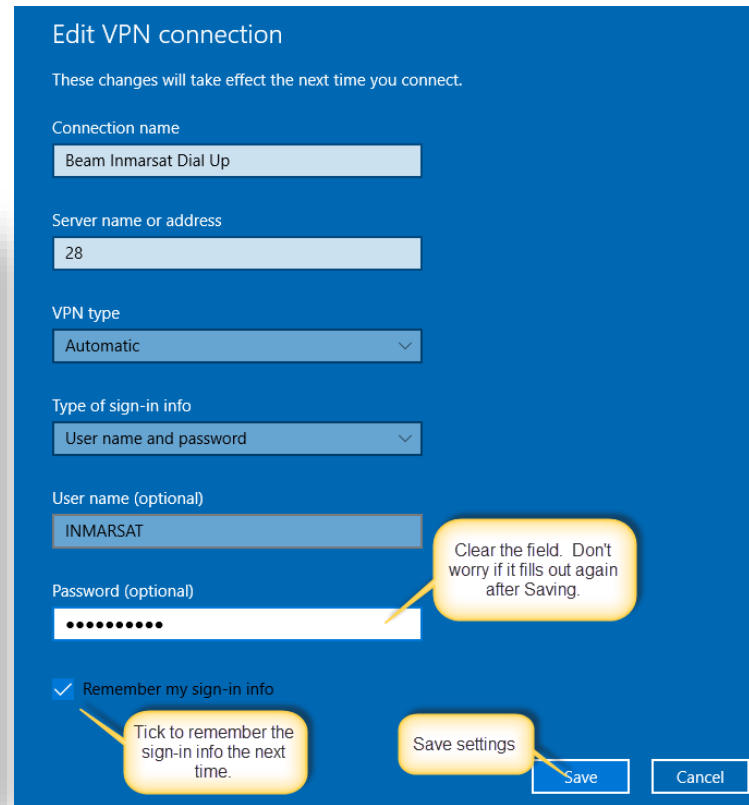 Edit VPN connection
These changes will take effect the next time you connect.
Connection name
Beam Inmarsat Dial Up
Server name or address
28
VPN type
Automatic
Type of sign-in info
User name and password
User name (optional)
INMARSAT
Clear the field.  Don't
worry if it fills out again
after Saving.
Password (optional)
●●●●●●●●●●
Remember my sign-in info
Tick to remember the
sign-in info the next
time.
Save settings
Save
Cancel